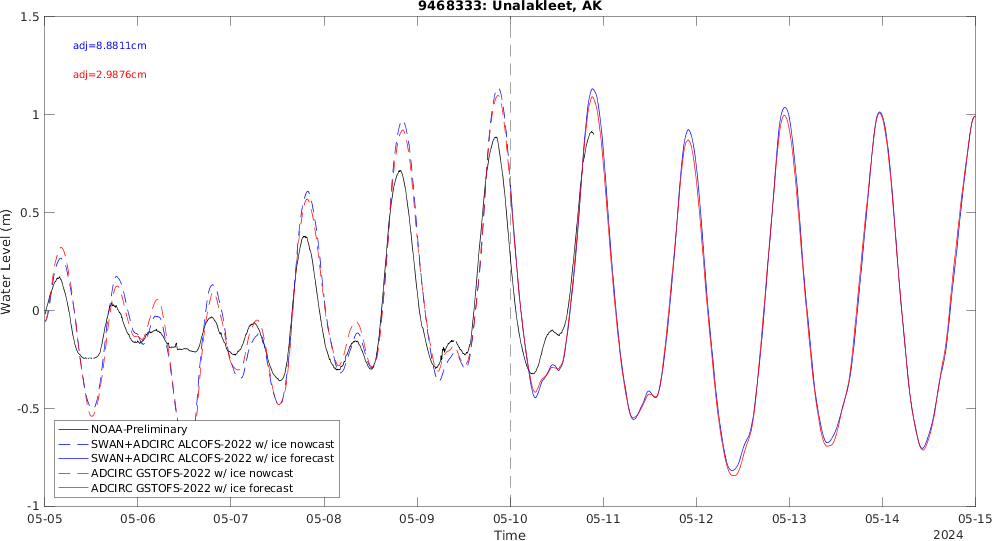 9468333: Unalakleet, AK
adj=8.8811cm
adj=2.9876cm
Water Level (m)
1.5
1
0.5
0
-0.5
-1
NOAA-Preliminary
SWAN+ADCIRC ALCOFS-2022 w/ ice nowcast
SWAN+ADCIRC ALCOFS-2022 w/ ice forecast
ADCIRC GSTOFS-2022 w/ ice nowcast
ADCIRC GSTOFS-2022 w/ ice forecast
05-05 05-06 05-07 05-08 05-09 05-10 05-11 05-12 05-13 05-14 05-15
Time
2024